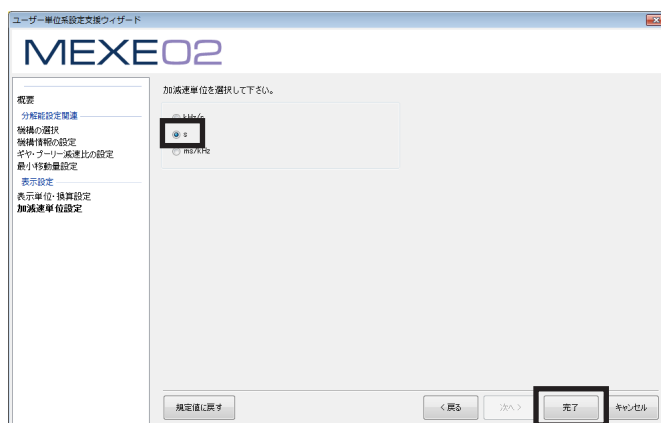 ユーザー単位系設定支援ウィザード
MEXE02
概要
分解能設定関連
機構の選択
機構情報の設定
ギヤ・プーリー減速比の設定
最小移動量設定
表示設定
表示単位・換算設定
加減速単位設定
加減速単位を選択して下さい。
kHz/s
s
ms/kHz
規定値に戻す
< 戻る
次へ >
完了
キャンセル